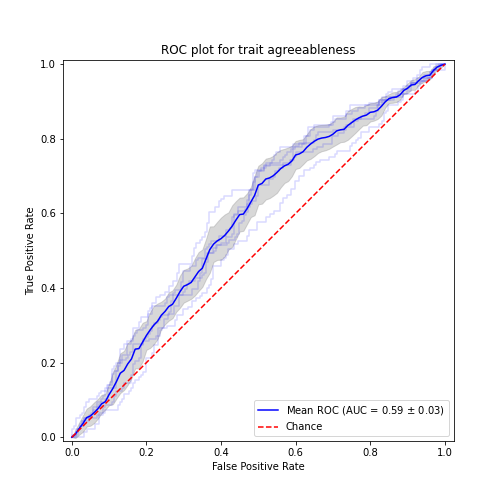 ROC plot for trait agreeableness
True Positive Rate
1.0
0.8
0.6
0.4
0.2
0.0
Mean ROC (AUC = 0.59 ± 0.03)
Chance
0.0 0.2 0.4 0.6 0.8 1.0
False Positive Rate